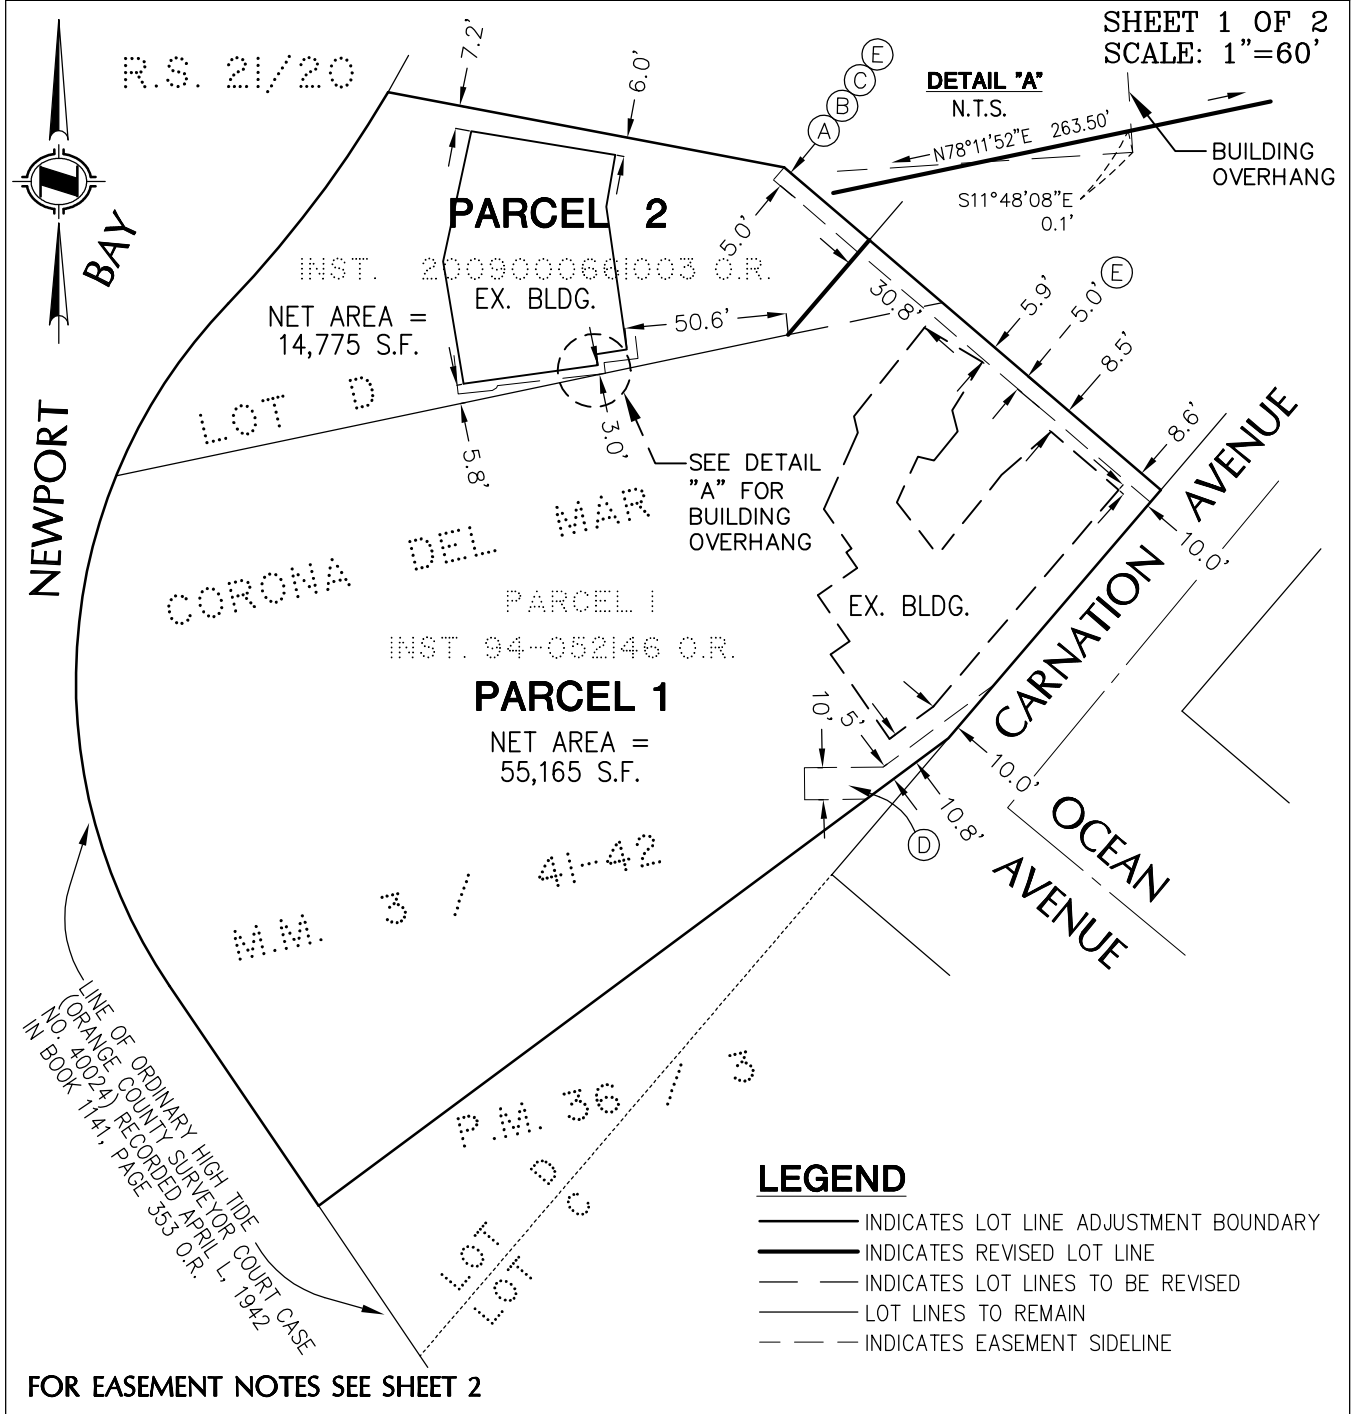 SHEET 1 OF 2
SCALE: 1"=60'
R.S. 21/20
7.2'
6.0'
E
C
B
A
DETAIL "A"
N.T.S.
N78°11'52"E 263.50'
BUILDING
OVERHANG
S11°48'08"E
0.1'
NEWPORT BAY
PARCEL 2
INST. 2009000661003 O.R.
EX. BLDG.
NET AREA =
14,775 S.F.
5.0'
50.6'
30.8'
5.9'
5.0' E
8.5'
8.6'
LOT D
5.8'
3.0'
SEE DETAIL
"A" FOR
BUILDING
OVERHANG
CORONA DEL MAR
PARCEL 1
INST. 94-052146 O.R.
PARCEL 1
NET AREA =
55,165 S.F.
EX. BLDG.
10.0'
CARNATION AVENUE
10'
5'
10.0'
10.8'
D
OCEAN
AVENUE
M.M. 3 / 41-42
LINE OF ORDINARY HIGH TIDE
(ORANGE COUNTY SURVEYOR COURT CASE
NO. 40024) RECORDED APRIL L, 1942
IN BOOK 1141, PAGE 353 O.R.
P.M. 36 / 3
LOT D
LOT C
LEGEND
INDICATES LOT LINE ADJUSTMENT BOUNDARY
INDICATES REVISED LOT LINE
INDICATES LOT LINES TO BE REVISED
LOT LINES TO REMAIN
INDICATES EASEMENT SIDELINE
FOR EASEMENT NOTES SEE SHEET 2